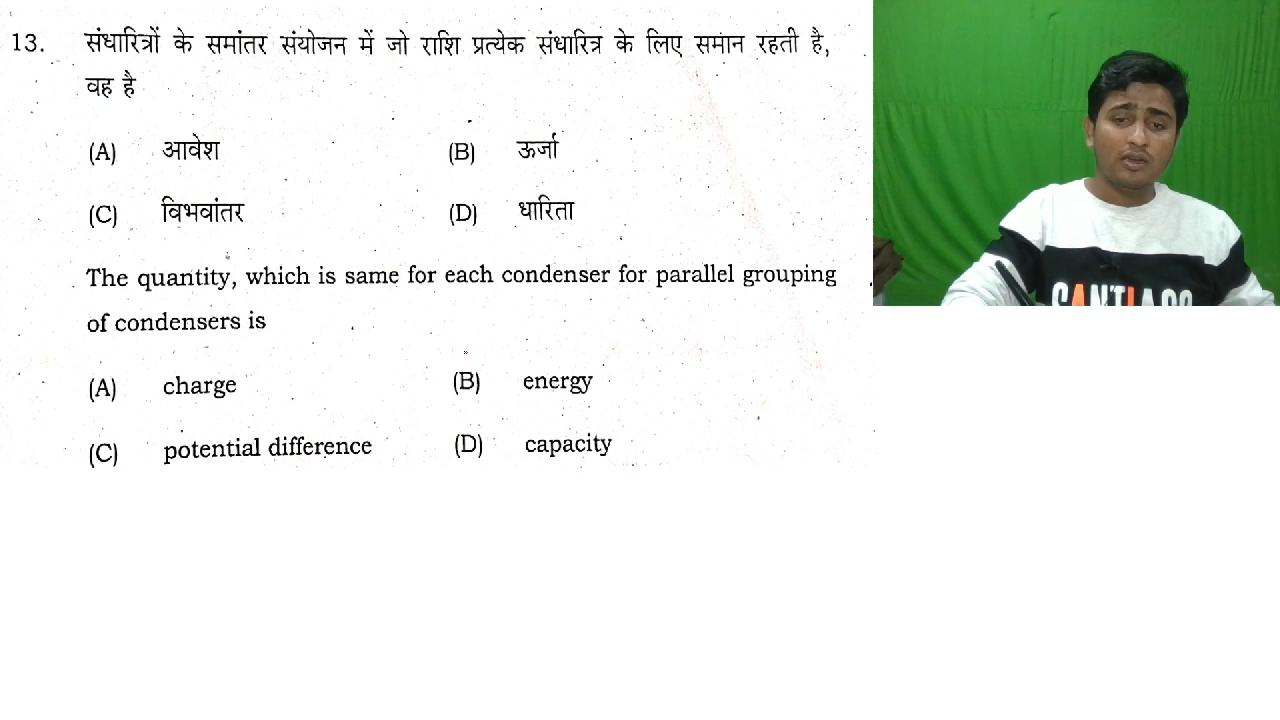 13. संधारित्रों के समांतर संयोजन में जो राशि प्रत्येक संधारित्र के लिए समान रहती है,
वह है
(A) आवेश (B) ऊर्जा
(C) विभवांतर (D) धारिता
The quantity, which is same for each condenser for parallel grouping
of condensers is
(A) charge (B) energy
(C) potential difference (D) capacity